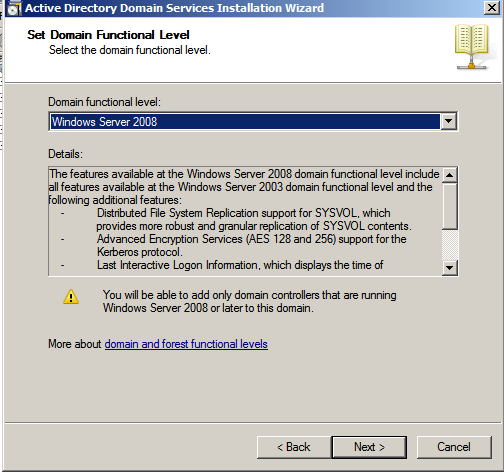 Active Directory Domain Services Installation Wizard
Set Domain Functional Level
Select the domain functional level.
Domain functional level:
Windows Server 2008
Details:
The features available at the Windows Server 2008 domain functional level include
all features available at the Windows Server 2003 domain functional level and the
following additional features:
- Distributed File System Replication support for SYSVOL, which
provides more robust and granular replication of SYSVOL contents.
- Advanced Encryption Services (AES 128 and 256) support for the
Kerberos protocol.
- Last Interactive Logon Information, which displays the time of
You will be able to add only domain controllers that are running
Windows Server 2008 or later to this domain.
More about domain and forest functional levels
< Back
Next >
Cancel